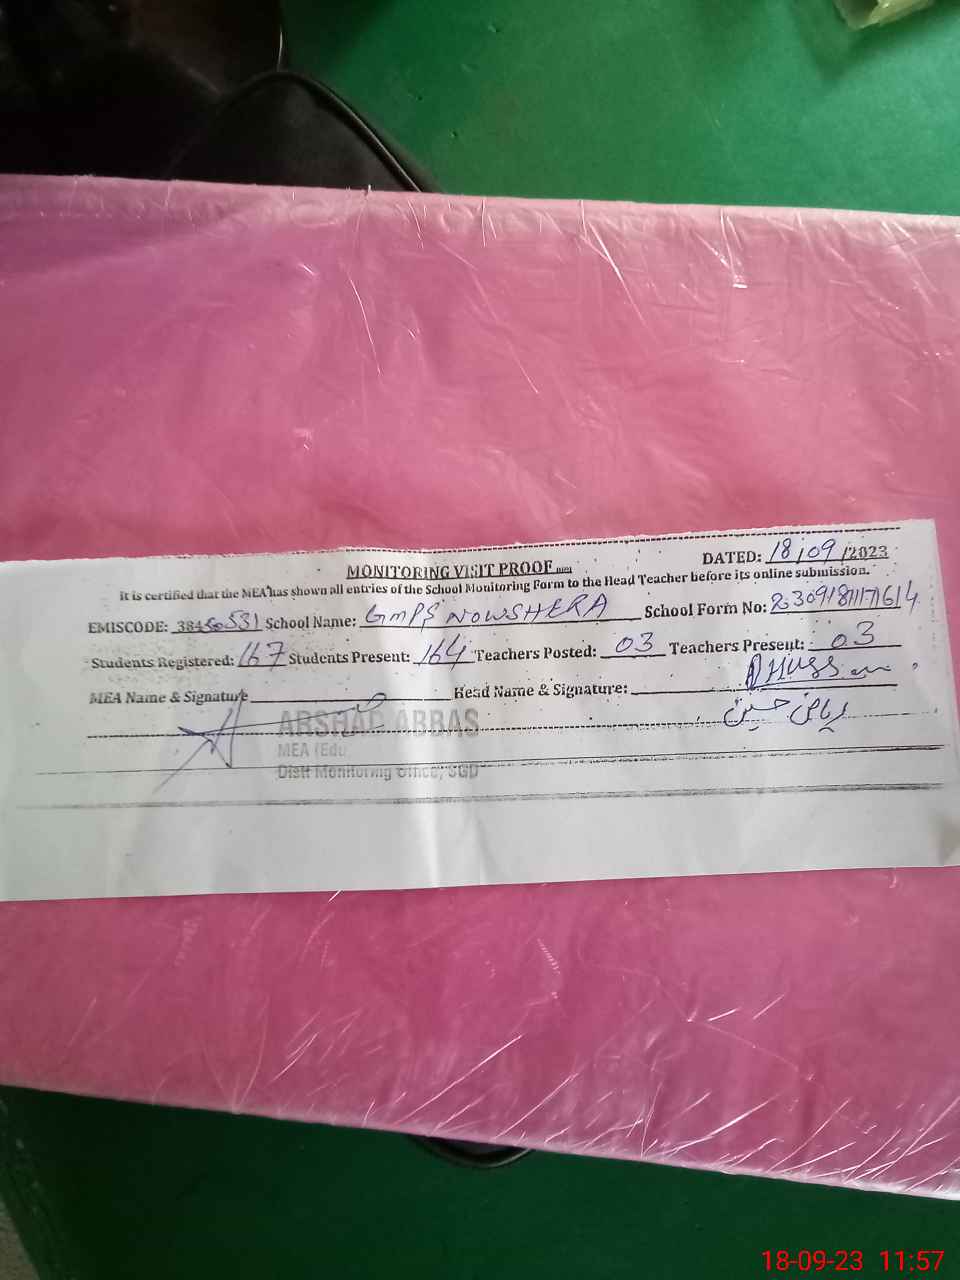 MONITORING VISIT PROOF
DATED: 18/09/2023
It is certified that the MEA has shown all entries of the School Monitoring Form to the Head Teacher before its online submission.
EMISCODE: 38450531 School Name: GMPS NOWSHERA School Form No:
Students Registered: 167 Students Present: 164 Teachers Posted: 03 Teachers Present: 03
MEA Name & Signature Head Name & Signature:
ریاض حسین
ARSHAD ABBAS
MEA (Edu
Distt Monitoring Office, SGD
18-09-23 11:57